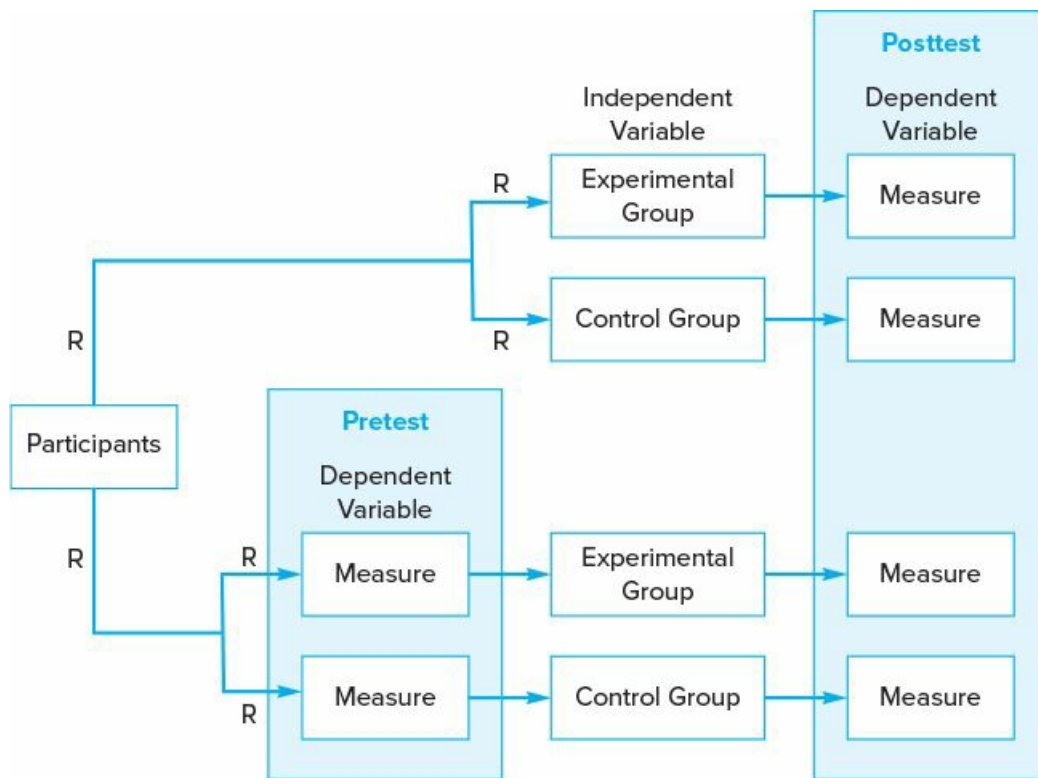 Posttest
Independent
Variable
Dependent
Variable
R
Experimental
Group
Measure
R
Control Group
Measure
R
Participants
Pretest
Dependent
Variable
R
R
Measure
Experimental
Group
Measure
R
Measure
Control Group
Measure